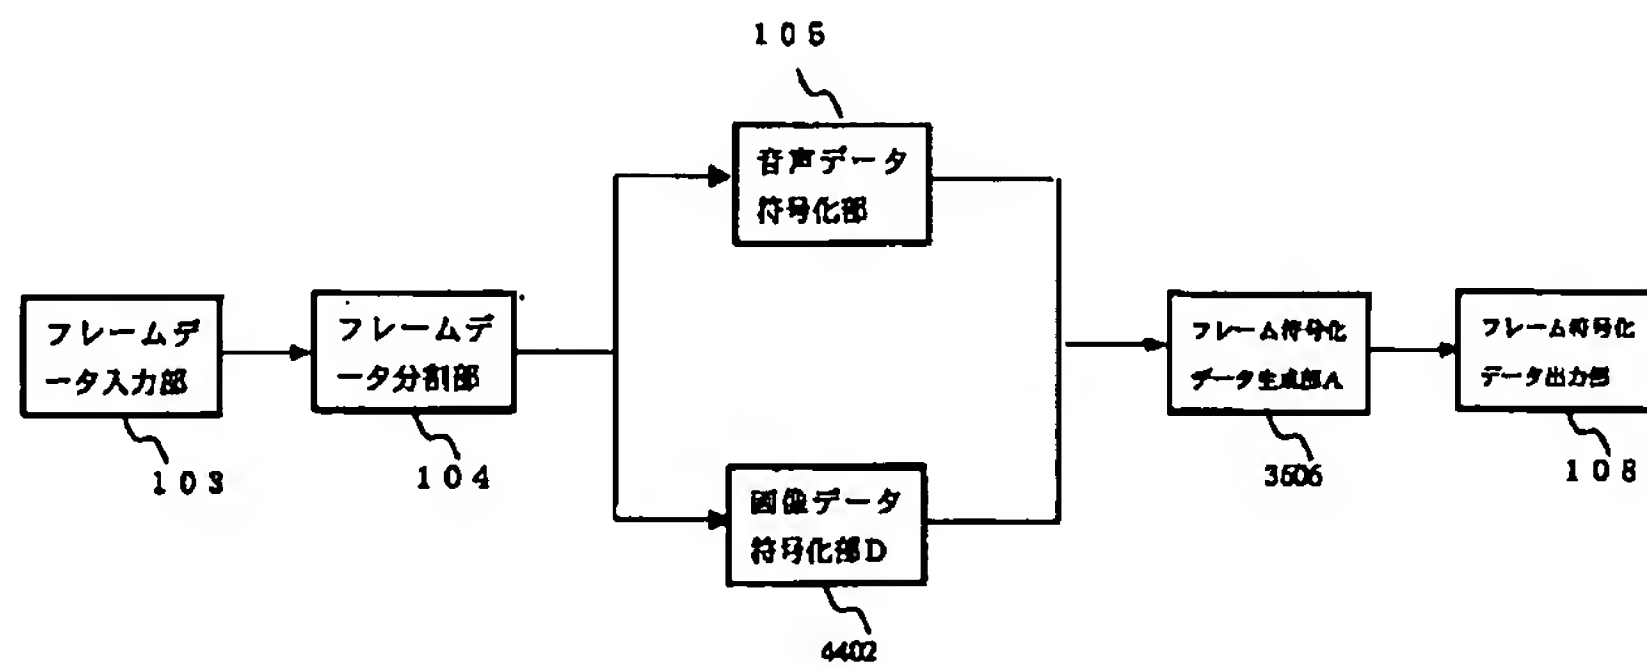 105
音声データ
符号化部
フレームデ
ータ入力部
103
フレームデ
ータ分割部
104
画像データ
符号化部D
4402
フレーム符号化
データ生成部A
3606
フレーム符号化
データ出力部
108